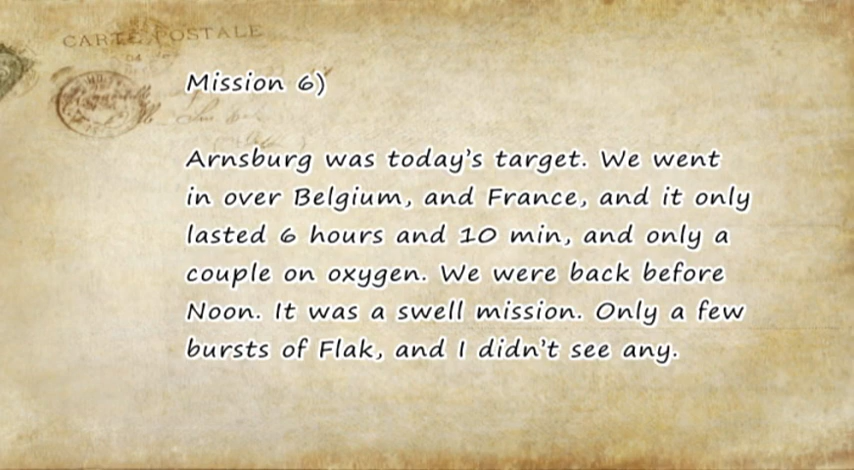 CARTE POSTALE
Mission 6)
Arnsburg was today's target. We went
in over Belgium, and France, and it only
lasted 6 hours and 10 min, and only a
couple on oxygen. We were back before
Noon. It was a swell mission. Only a few
bursts of Flak, and I didn't see any.